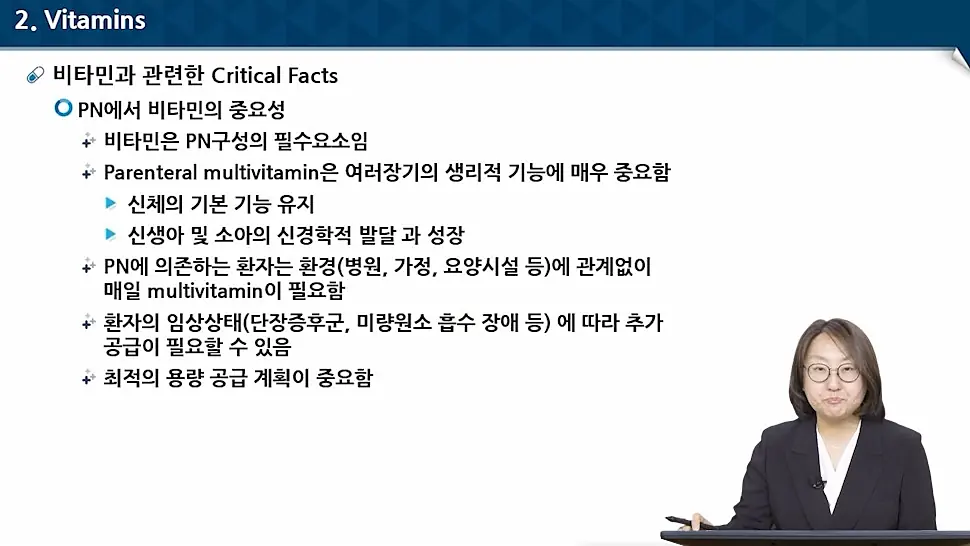 2. Vitamins
비타민과 관련한 Critical Facts
PN에서 비타민의 중요성
비타민은 PN구성의 필수요소임
Parenteral multivitamin은 여러장기의 생리적 기능에 매우 중요함
신체의 기본 기능 유지
신생아 및 소아의 신경학적 발달 과 성장
PN에 의존하는 환자는 환경(병원, 가정, 요양시설 등)에 관계없이
매일 multivitamin이 필요함
환자의 임상상태(단장증후군, 미량원소 흡수 장애 등) 에 따라 추가
공급이 필요할 수 있음
최적의 용량 공급 계획이 중요함